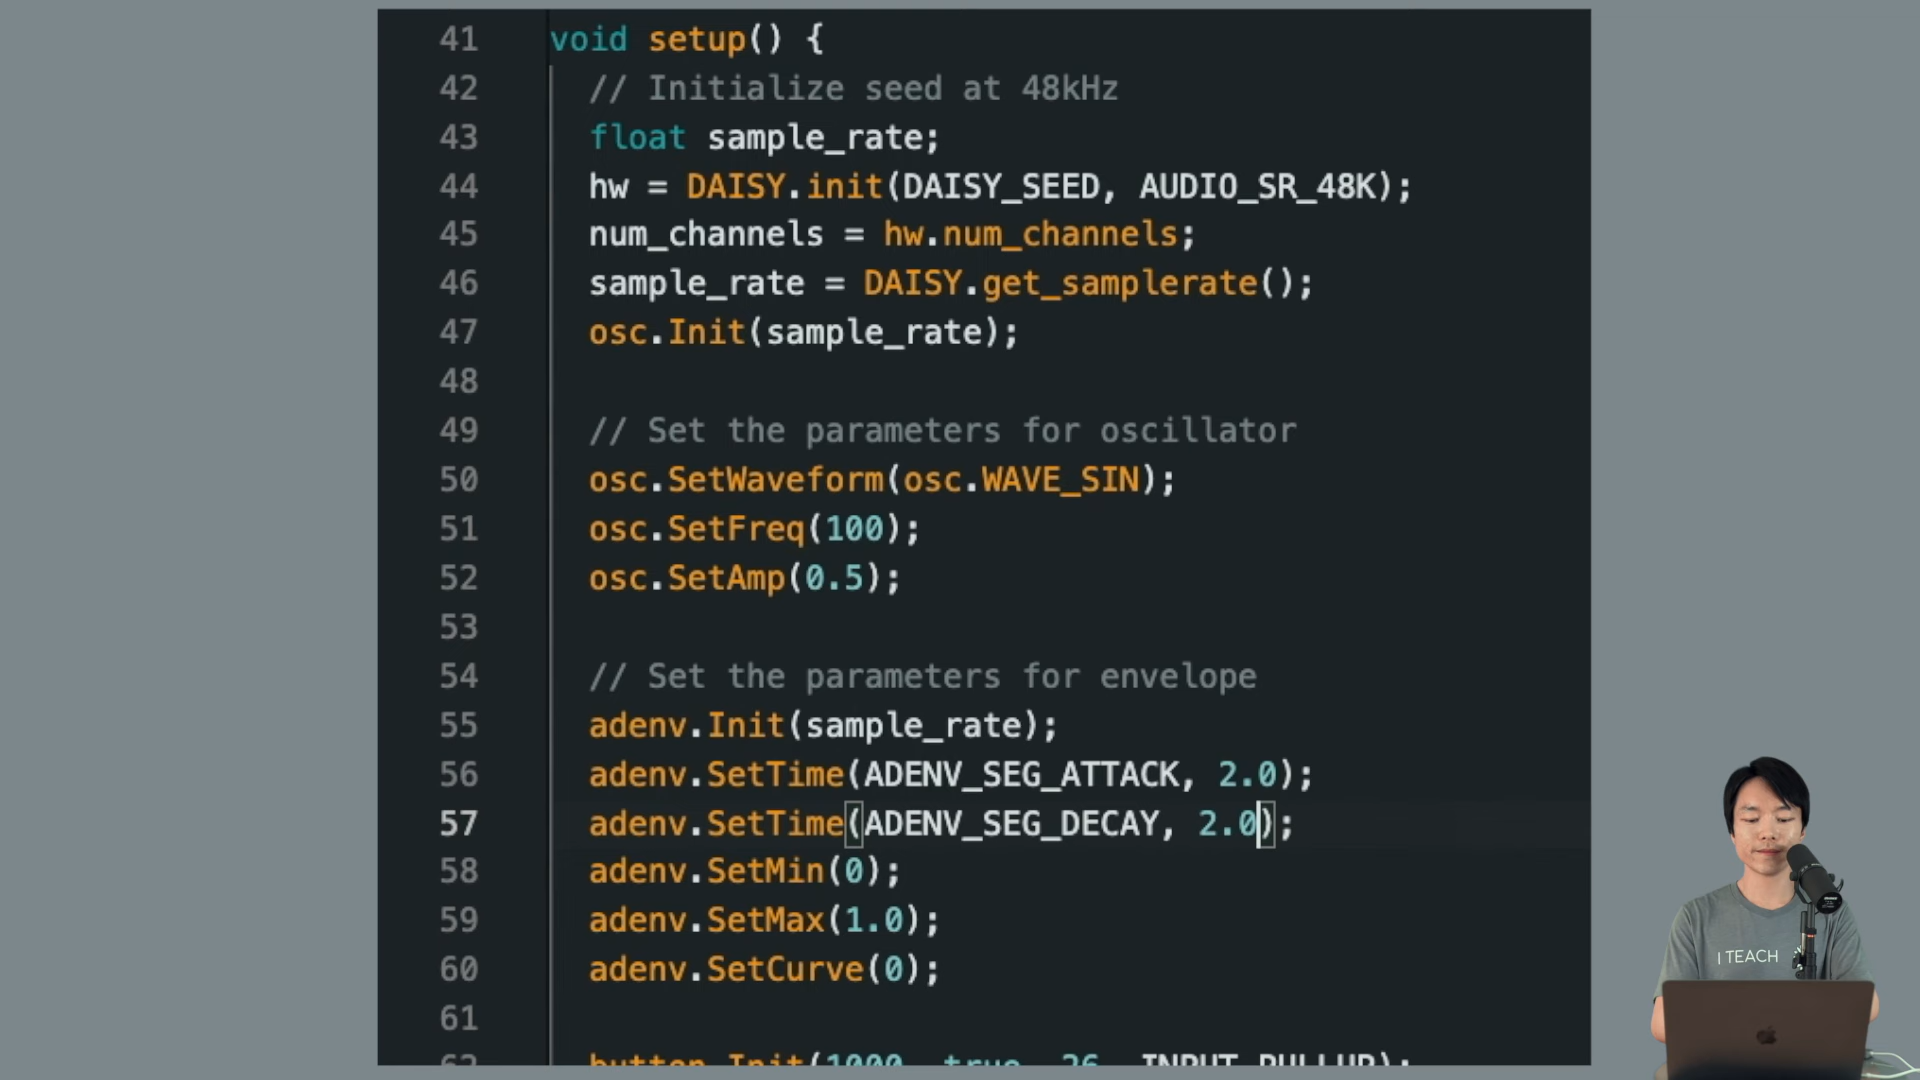 41 void setup() {
42 // Initialize seed at 48kHz
43 float sample_rate;
44 hw = DAISY.init(DAISY_SEED, AUDIO_SR_48K);
45 num_channels = hw.num_channels;
46 sample_rate = DAISY.get_samplerate();
47 osc.Init(sample_rate);
48
49 // Set the parameters for oscillator
50 osc.SetWaveform(osc.WAVE_SIN);
51 osc.SetFreq(100);
52 osc.SetAmp(0.5);
53
54 // Set the parameters for envelope
55 adenv.Init(sample_rate);
56 adenv.SetTime(ADENV_SEG_ATTACK, 2.0);
57 adenv.SetTime(ADENV_SEG_DECAY, 2.0);
58 adenv.SetMin(0);
59 adenv.SetMax(1.0);
60 adenv.SetCurve(0);
61
62 button.Init(1000, true, 26, INPUT_PULLUP);
I TEACH